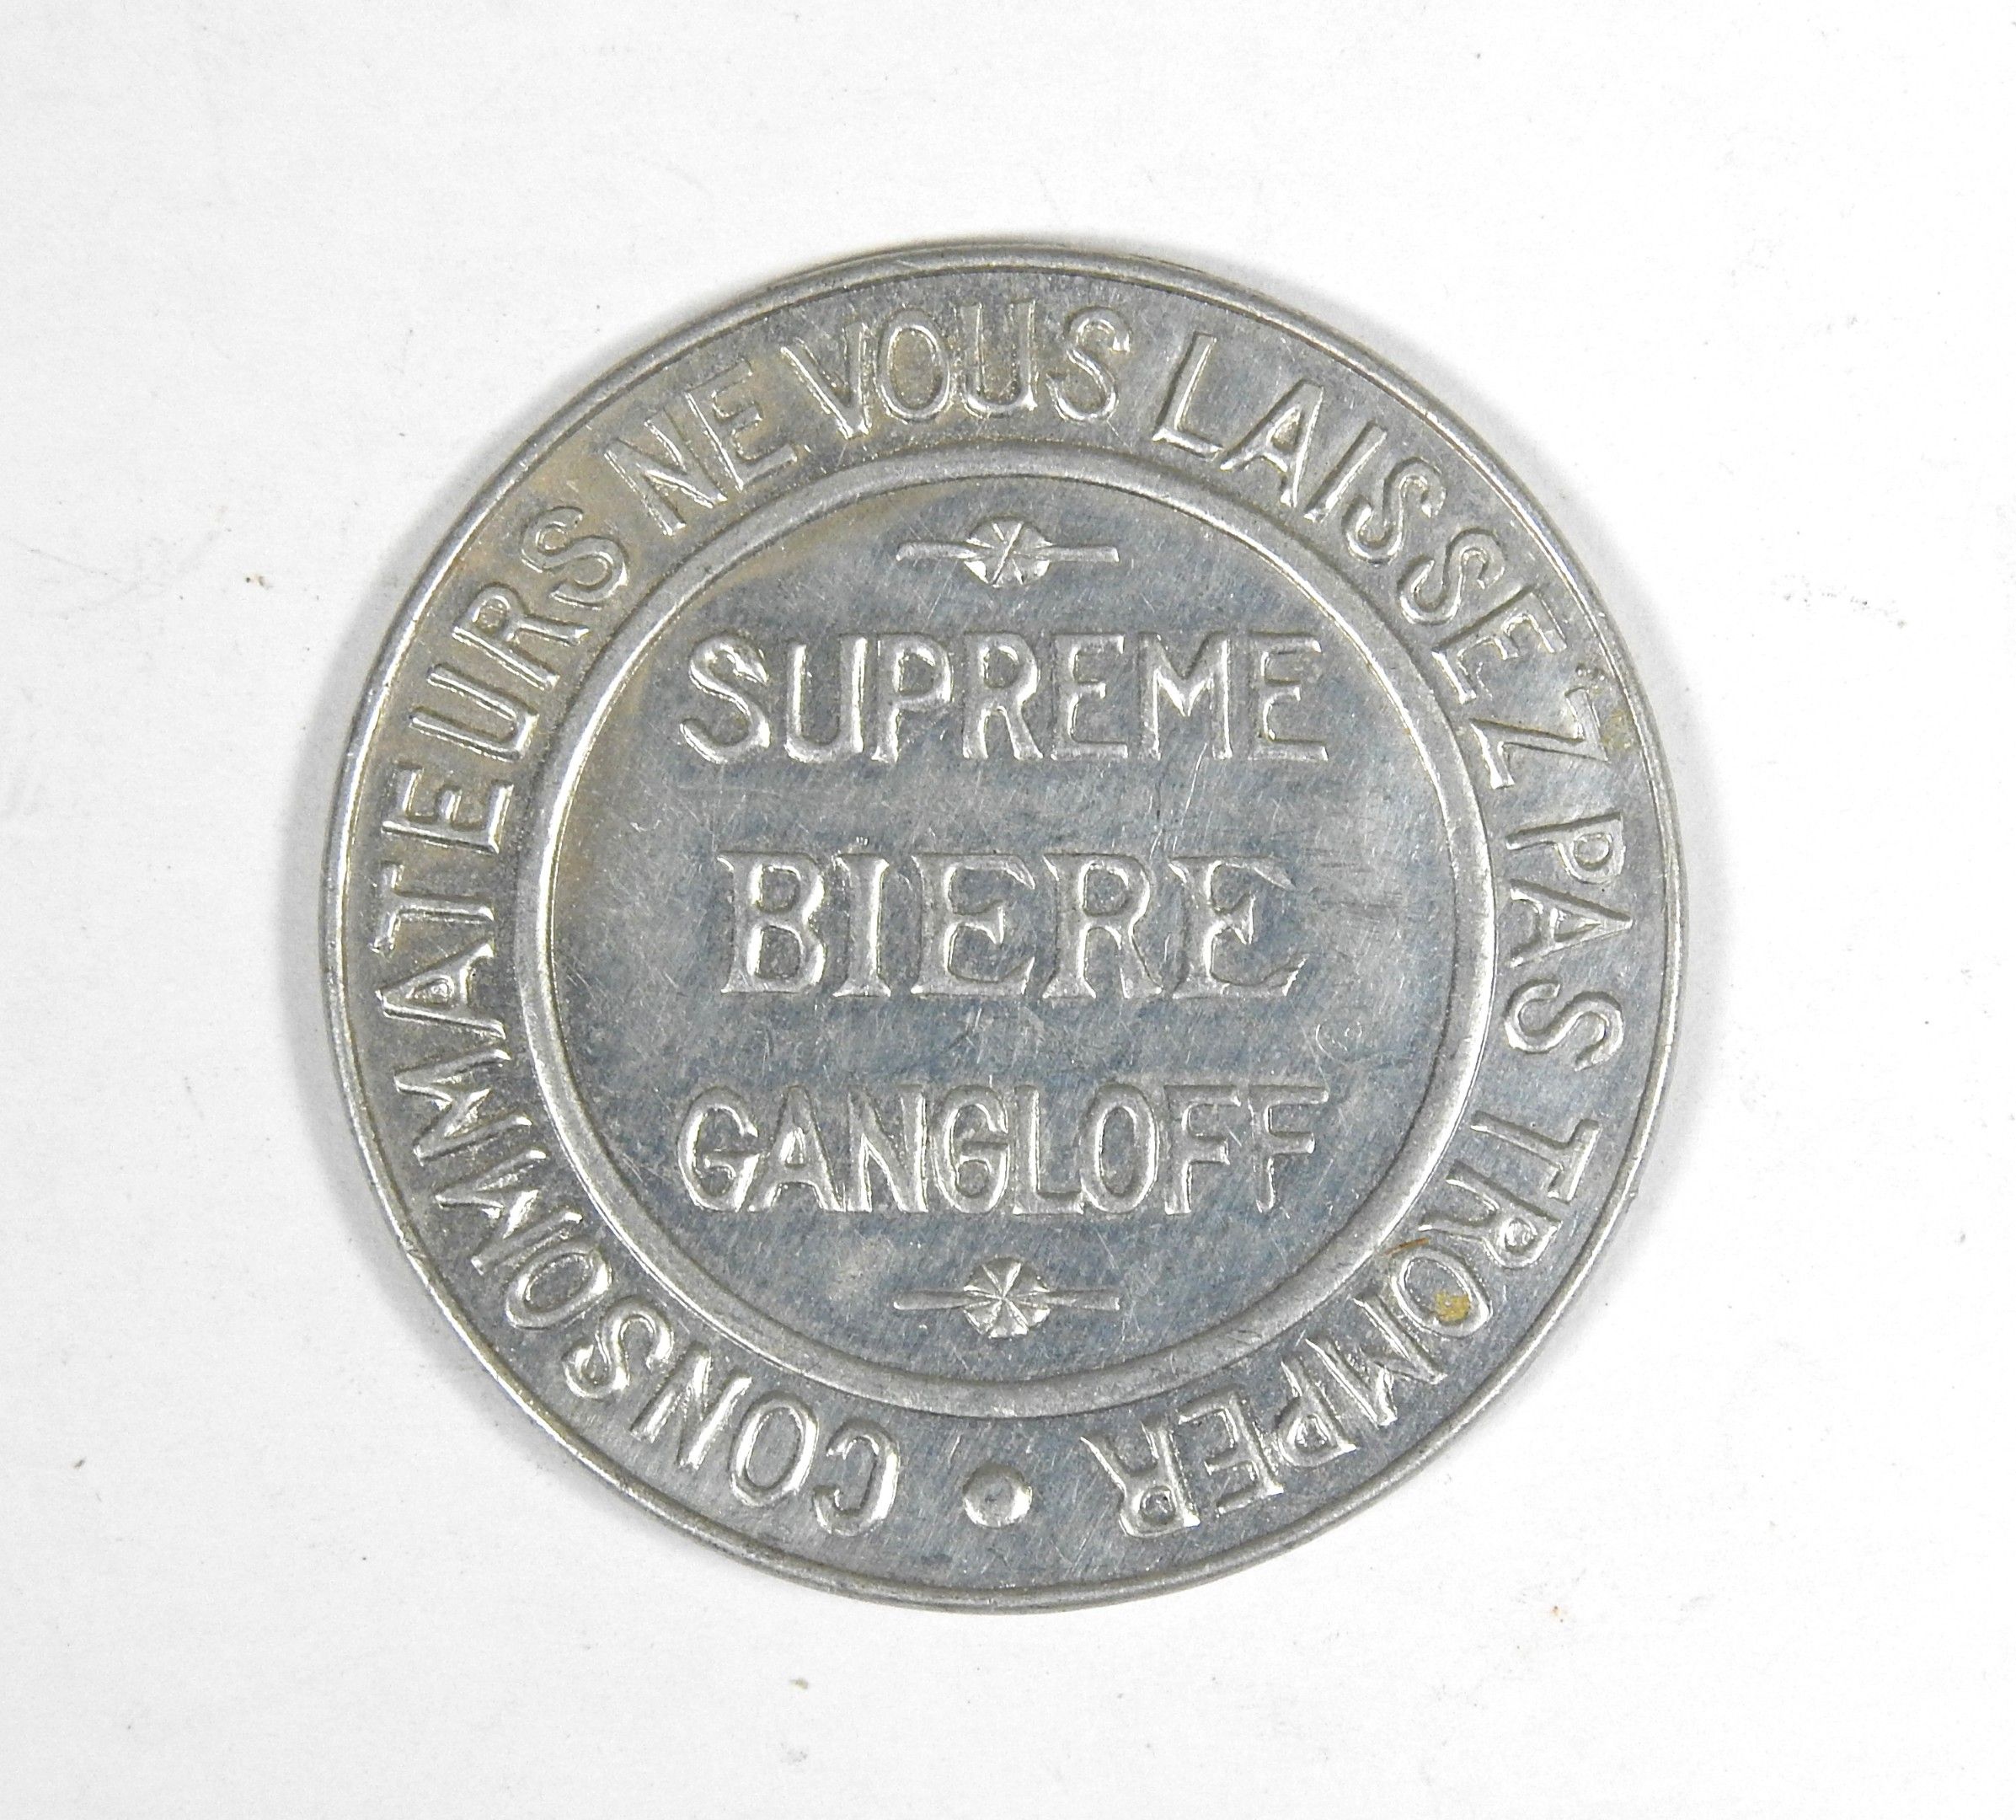 CONSOMMATEURS NE VOUS LAISSEZ PAS TROMPER
SUPREME
BIERE
GANGLOFF